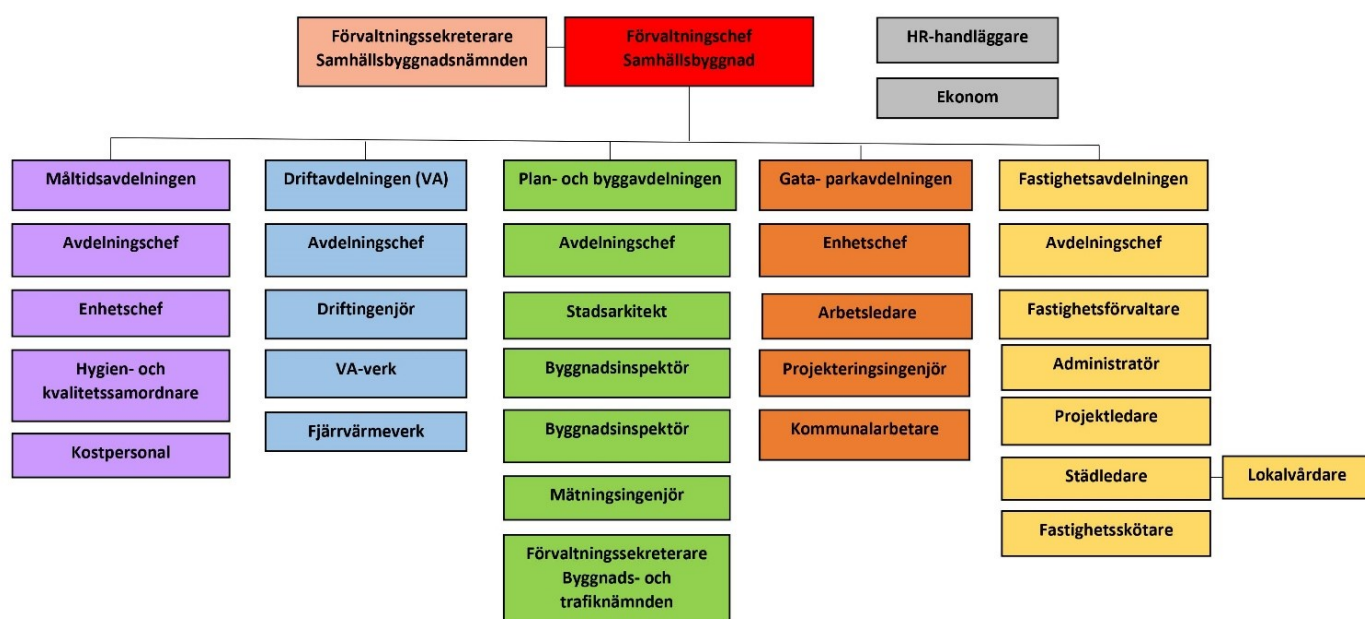 Förvaltningssekreterare
Samhällsbyggnadsnämnden
Förvaltningschef
Samhällsbyggnad
HR-handläggare
Ekonom
Måltidsavdelningen
Avdelningschef
Enhetschef
Hygien- och
kvalitetssamordnare
Kostpersonal
Driftavdelningen (VA)
Avdelningschef
Driftingenjör
VA-verk
Fjärrvärmeverk
Plan- och byggavdelningen
Avdelningschef
Stadsarkitekt
Byggnadsinspektör
Byggnadsinspektör
Mätningsingenjör
Förvaltningssekreterare
Byggnads- och
trafiknämnden
Gata- parkavdelningen
Enhetschef
Arbetsledare
Projekteringsingenjör
Kommunalarbetare
Fastighetsavdelningen
Avdelningschef
Fastighetsförvaltare
Administratör
Projektledare
Städledare
Lokalvårdare
Fastighetsskötare